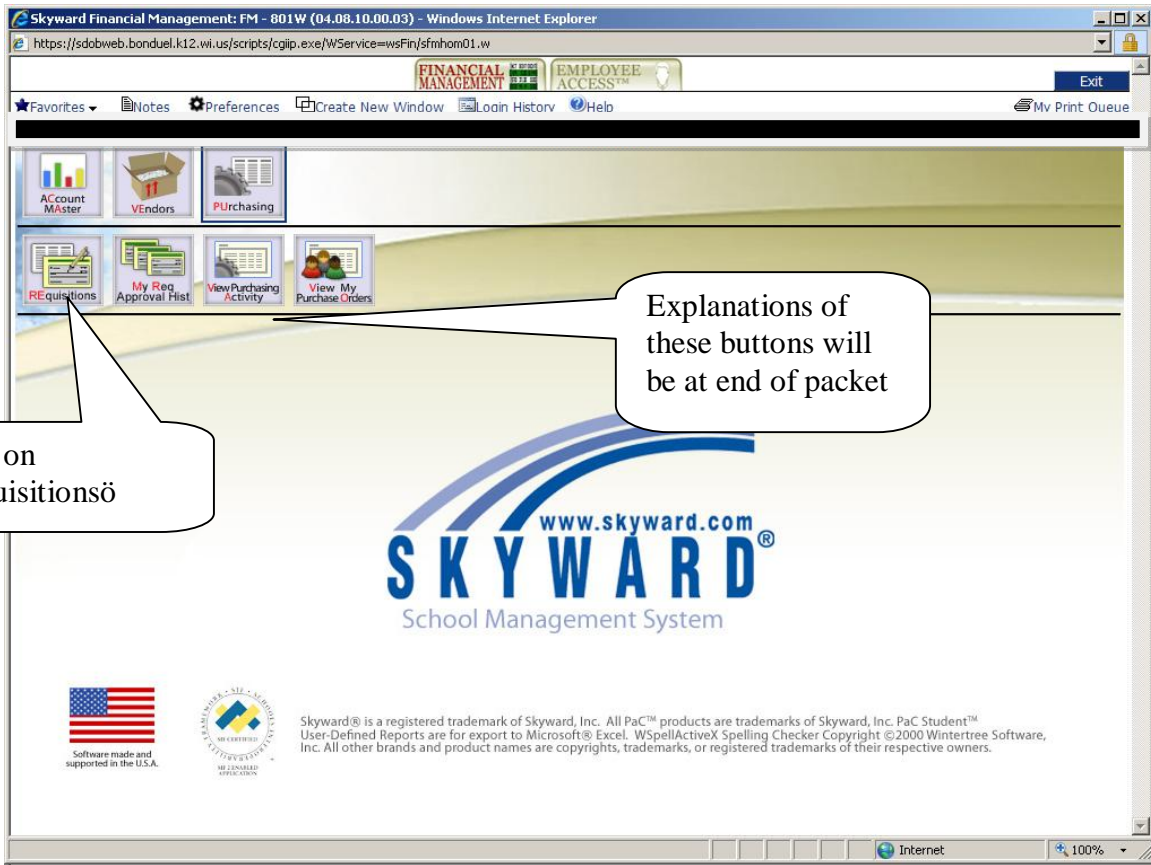 Skyward Financial Management: FM - 801W (04.08.10.00.03) - Windows Internet Explorer
https://sdobweb.bonduel.k12.wi.us/scripts/cgiip.exe/WService=wsFin/sfmhom01.w
FINANCIAL MANAGEMENT
EMPLOYEE ACCESS™
Exit
Favorites
Notes
Preferences
Create New Window
Login History
Help
My Print Queue
ACcount
MAster
VEndors
PUrchasing
REquisitions
My Req
Approval Hist
View Purchasing
Activity
View My
Purchase Orders
Explanations of
these buttons will
be at end of packet
on
uisitionsö
www.skyward.com
SKYWARD®
School Management System
Software made and
supported in the U.S.A.
SIF CERTIFIED
Skyward® is a registered trademark of Skyward, Inc. All PaC™ products are trademarks of Skyward, Inc. PaC Student™
User-Defined Reports are for export to Microsoft® Excel. WSpellActiveX Spelling Checker Copyright ©2000 Wintertree Software,
Inc. All other brands and product names are copyrights, trademarks, or registered trademarks of their respective owners.
Internet
100%